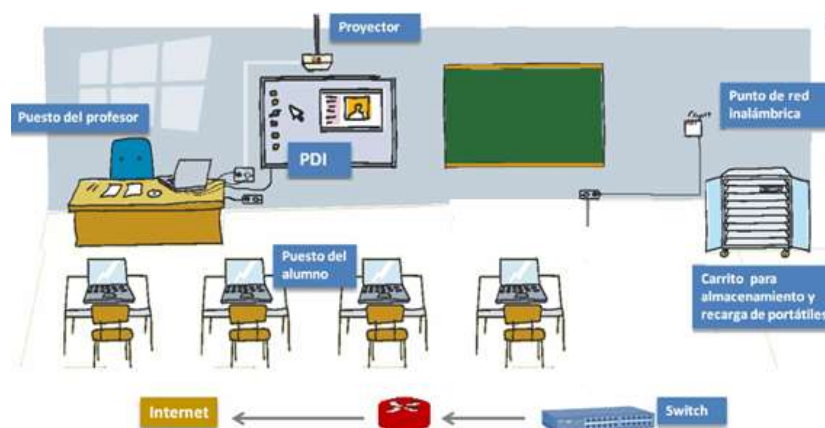 Proyector
Puesto del profesor
PDI
Punto de red
inalámbrica
Puesto del
alumno
Carrito para
almacenamiento y
recarga de portátiles
Internet
Switch